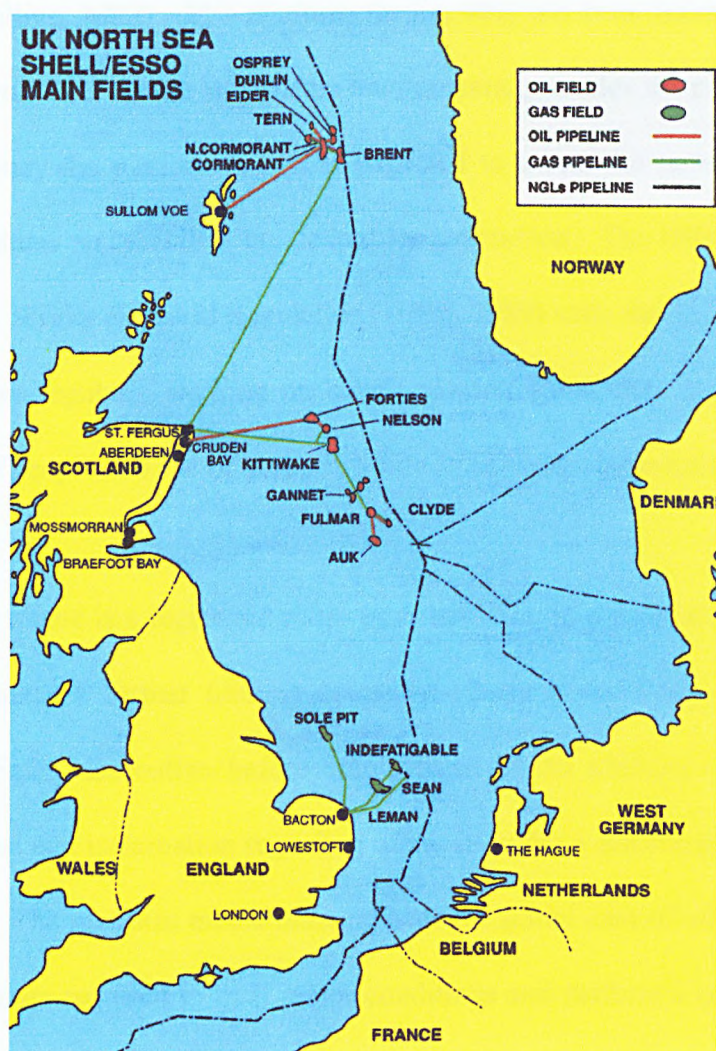 UK NORTH SEA
SHELL/ESSO
MAIN FIELDS
OSPREY
DUNLIN
EIDER
TERN
N.CORMORANT
CORMORANT
BRENT
SULLOM VOE
OIL FIELD
GAS FIELD
OIL PIPELINE
GAS PIPELINE
NGLs PIPELINE
NORWAY
FORTIES
NELSON
ST. FERGUS
CRUDEN
BAY
ABERDEEN
KITTIWAKE
SCOTLAND
GANNET
CLYDE
DENMARK
FULMAR
MOSSMORRAN
AUK
BRAEFOOT BAY
SOLE PIT
INDEFATIGABLE
SEAN
BACTON
LEMAN
WEST
GERMANY
LOWESTOFT
THE HAGUE
WALES
ENGLAND
NETHERLANDS
LONDON
BELGIUM
FRANCE